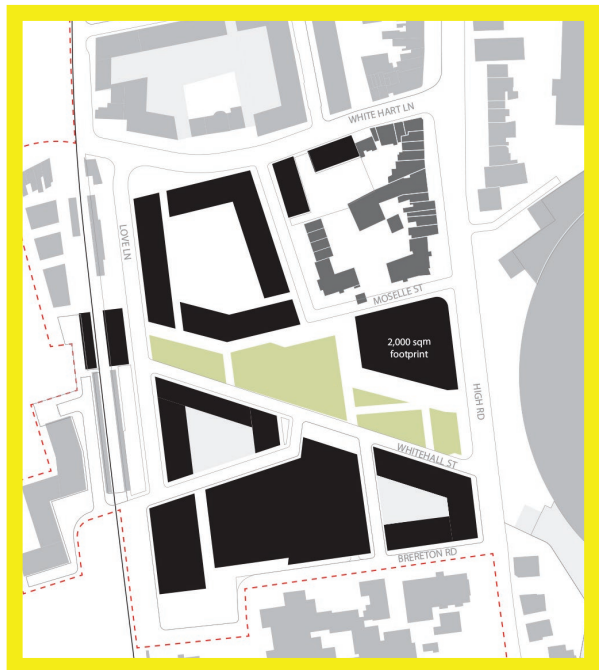 WHITE HART LN
LOVE LN
MOSELLE ST
2,000 sqm
footprint
HIGH RD
WHITEHALL ST
BRERETON RD